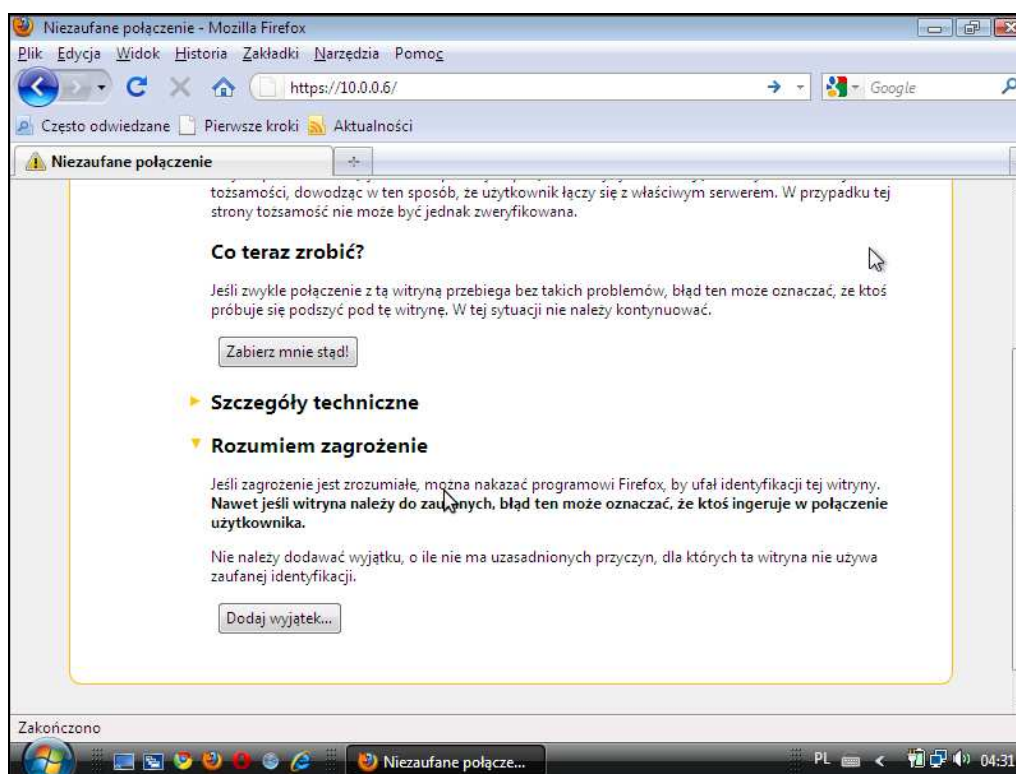 Niezaufane połączenie - Mozilla Firefox
Plik Edycja Widok Historia Zakładki Narzędzia Pomoc
https://10.0.0.6/
Google
Często odwiedzane Pierwsze kroki Aktualności
Niezaufane połączenie
tożsamości, dowodząc w ten sposób, że użytkownik łączy się z właściwym serwerem. W przypadku tej
strony tożsamość nie może być jednak zweryfikowana.
Co teraz zrobić?
Jeśli zwykle połączenie z tą witryną przebiega bez takich problemów, błąd ten może oznaczać, że ktoś
próbuje się podszyć pod tę witrynę. W tej sytuacji nie należy kontynuować.
Zabierz mnie stąd!
Szczegóły techniczne
Rozumiem zagrożenie
Jeśli zagrożenie jest zrozumiałe, można nakazać programowi Firefox, by ufał identyfikacji tej witryny.
Nawet jeśli witryna należy do zaufanych, błąd ten może oznaczać, że ktoś ingeruje w połączenie
użytkownika.
Nie należy dodawać wyjątku, o ile nie ma uzasadnionych przyczyn, dla których ta witryna nie używa
zaufanej identyfikacji.
Dodaj wyjątek...
Zakończono
Niezaufane połącze...
PL
04:31